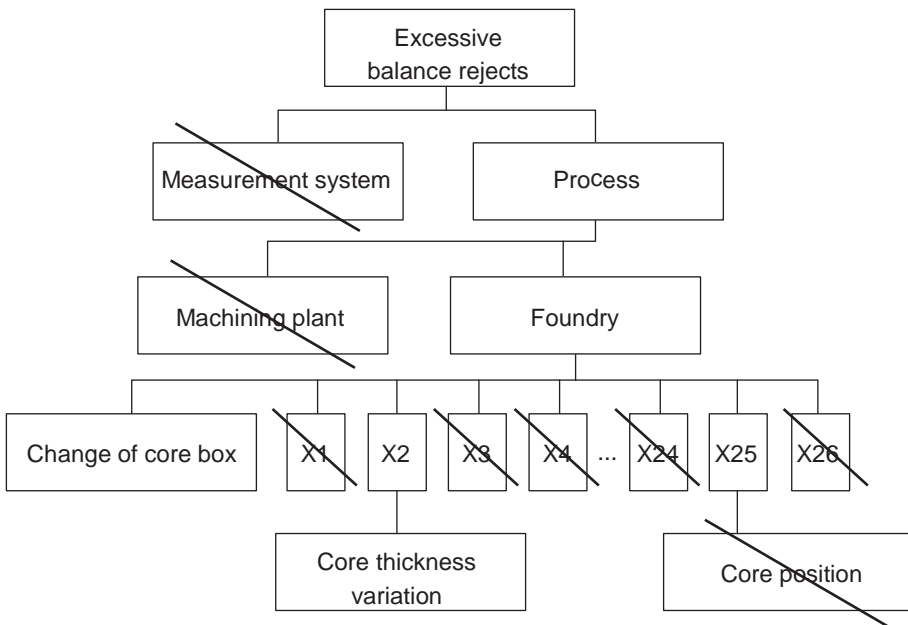 Excessive
balance rejects
Measurement system
Process
Machining plant
Foundry
Change of core box
X1
X2
X3
X4
...
X24
X25
X26
Core thickness
variation
Core position